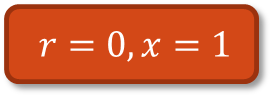 r = 0, x = 1